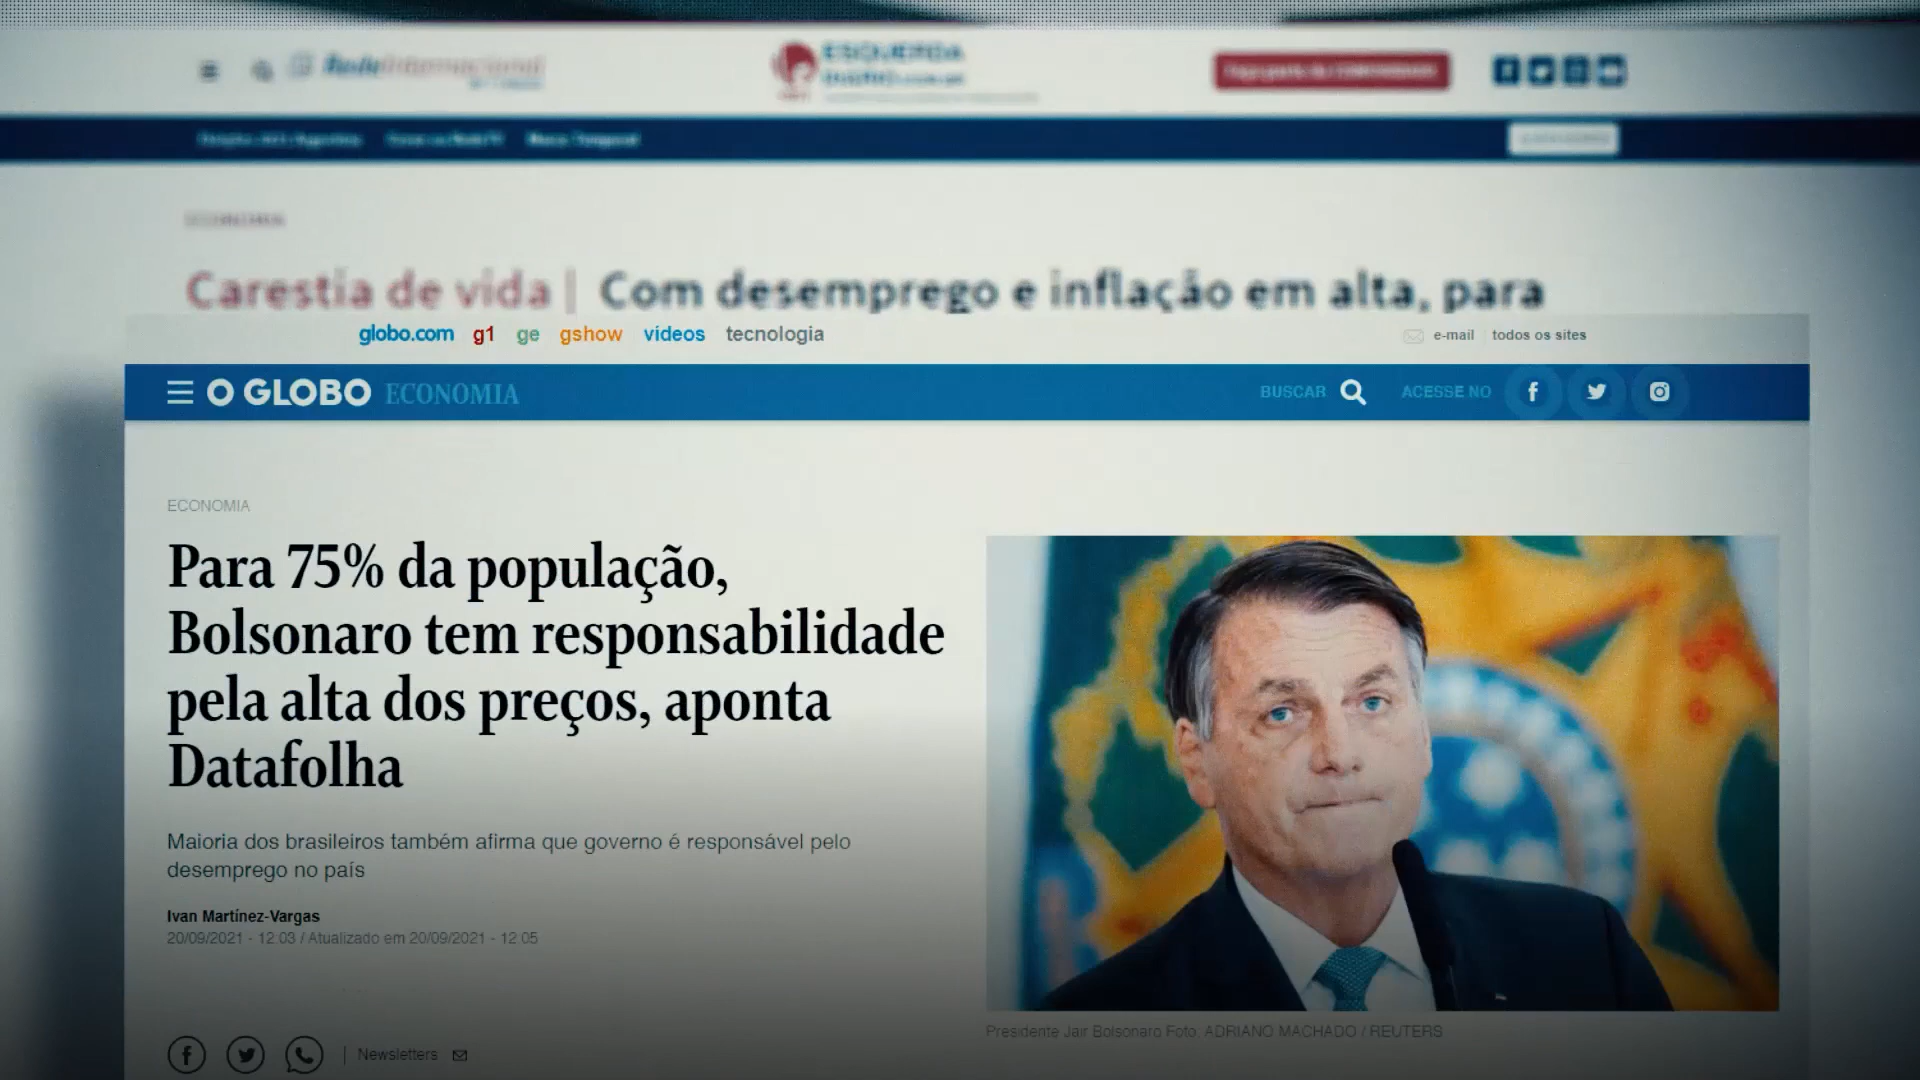 ESQUERDA
ECONOMIA
Carestia de vida | Com desemprego e inflação em alta, para
globo.com g1 ge gshow videos tecnologia
e-mail todos os sites
O GLOBO ECONOMIA
BUSCAR ACESSE NO
ECONOMIA
Para 75% da população,
Bolsonaro tem responsabilidade
pela alta dos preços, aponta
Datafolha
Maioria dos brasileiros também afirma que governo é responsável pelo
desemprego no país
Ivan Martínez-Vargas
20/09/2021 - 12:03 / Atualizado em 20/09/2021 - 12:05
Presidente Jair Bolsonaro Foto: ADRIANO MACHADO / REUTERS
Newsletters